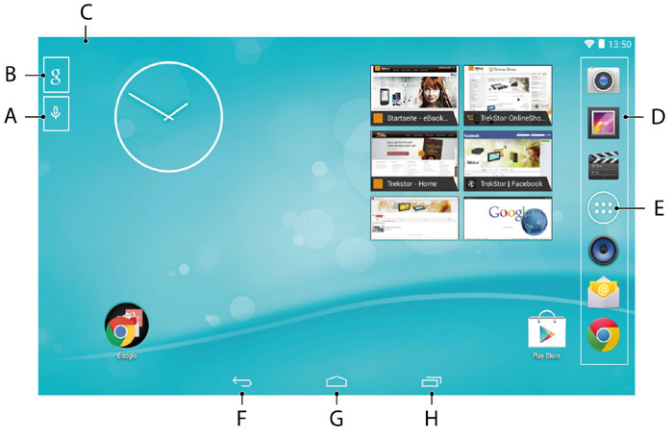 C
13:50
B
g
A
D
E
Startseite - eBook...
TrekStor-OnlineSho...
Trekstor - Home
TrekStor | Facebook
Google
Google
Play Store
F
G
H